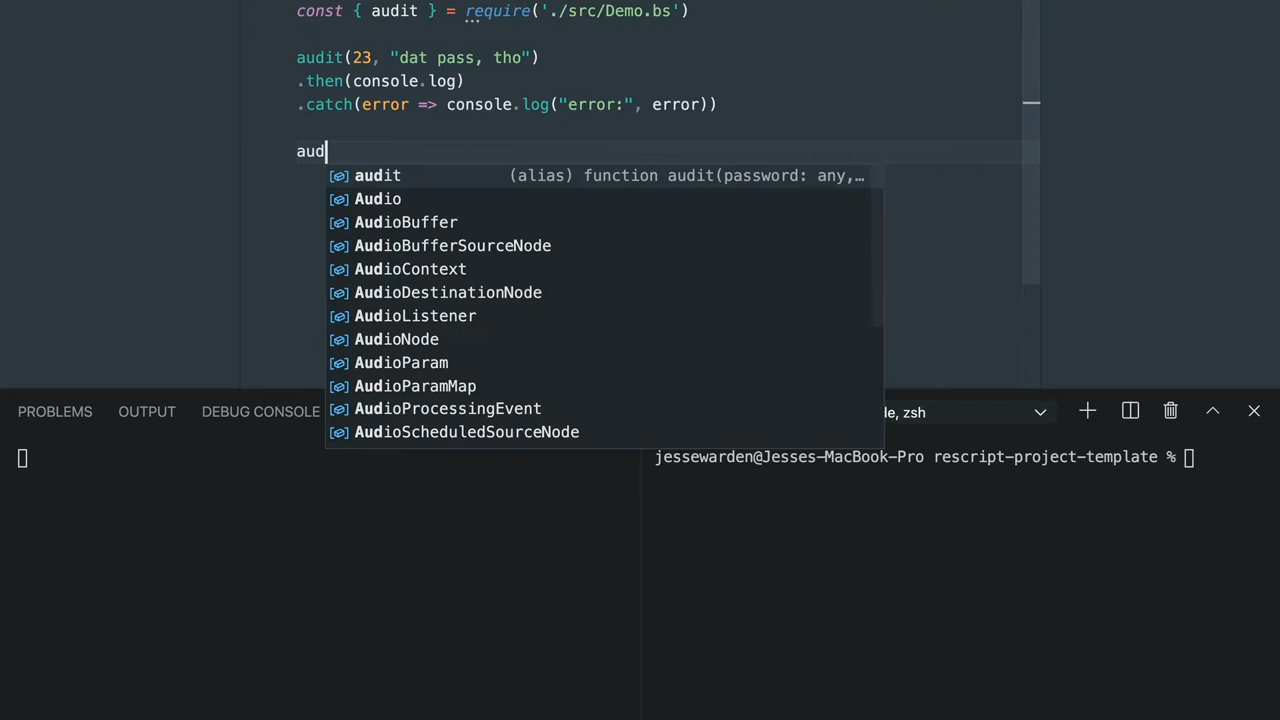 const { audit } = require('./src/Demo.bs')
audit(23, "dat pass, tho")
.then(console.log)
.catch(error => console.log("error:", error))
aud
audit (alias) function audit(password: any,…
Audio
AudioBuffer
AudioBufferSourceNode
AudioContext
AudioDestinationNode
AudioListener
AudioNode
AudioParam
AudioParamMap
AudioProcessingEvent
AudioScheduledSourceNode
PROBLEMS OUTPUT DEBUG CONSOLE le, zsh
jessewarden@Jesses-MacBook-Pro rescript-project-template %